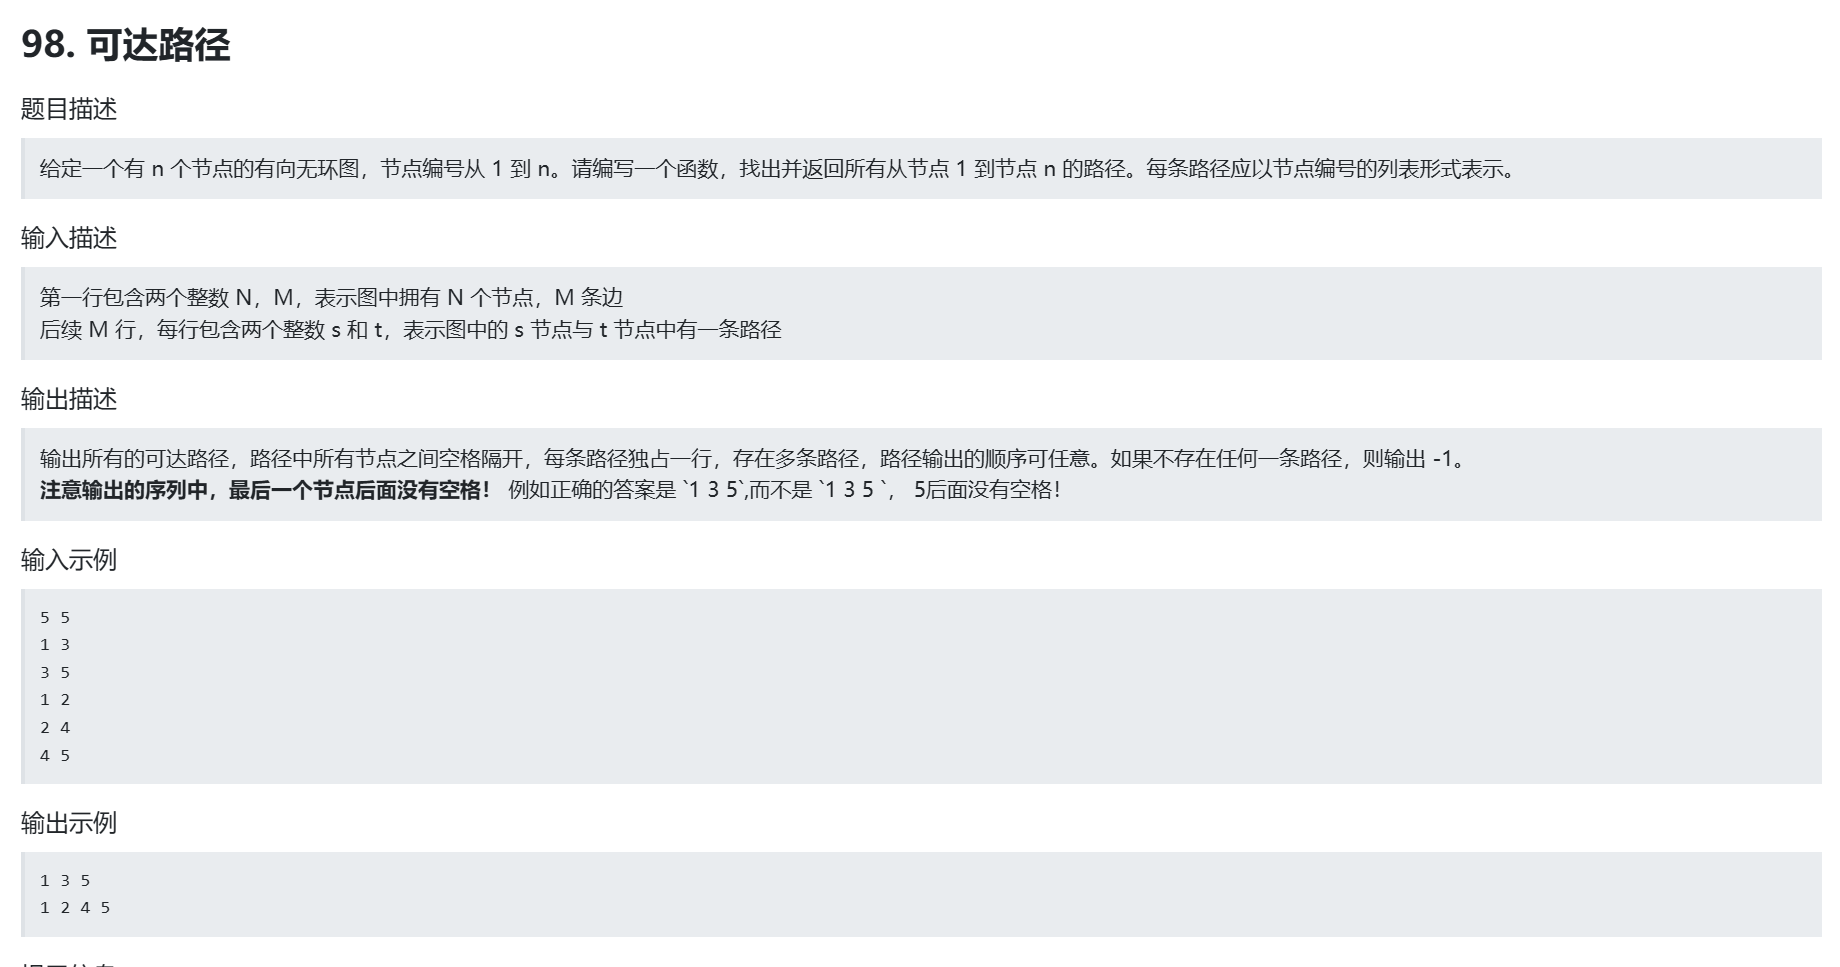 98. 可达路径
题目描述
给定一个有 n 个节点的有向无环图，节点编号从 1 到 n。请编写一个函数，找出并返回所有从节点 1 到节点 n 的路径。每条路径应以节点编号的列表形式表示。
输入描述
第一行包含两个整数 N，M，表示图中拥有 N 个节点，M 条边
后续 M 行，每行包含两个整数 s 和 t，表示图中的 s 节点与 t 节点中有一条路径
输出描述
输出所有的可达路径，路径中所有节点之间空格隔开，每条路径独占一行，存在多条路径，路径输出的顺序可任意。如果不存在任何一条路径，则输出 -1。
注意输出的序列中，最后一个节点后面没有空格！ 例如正确的答案是 `1 3 5`,而不是 `1 3 5 `， 5后面没有空格！
输入示例
5 5
1 3
3 5
1 2
2 4
4 5
输出示例
1 3 5
1 2 4 5